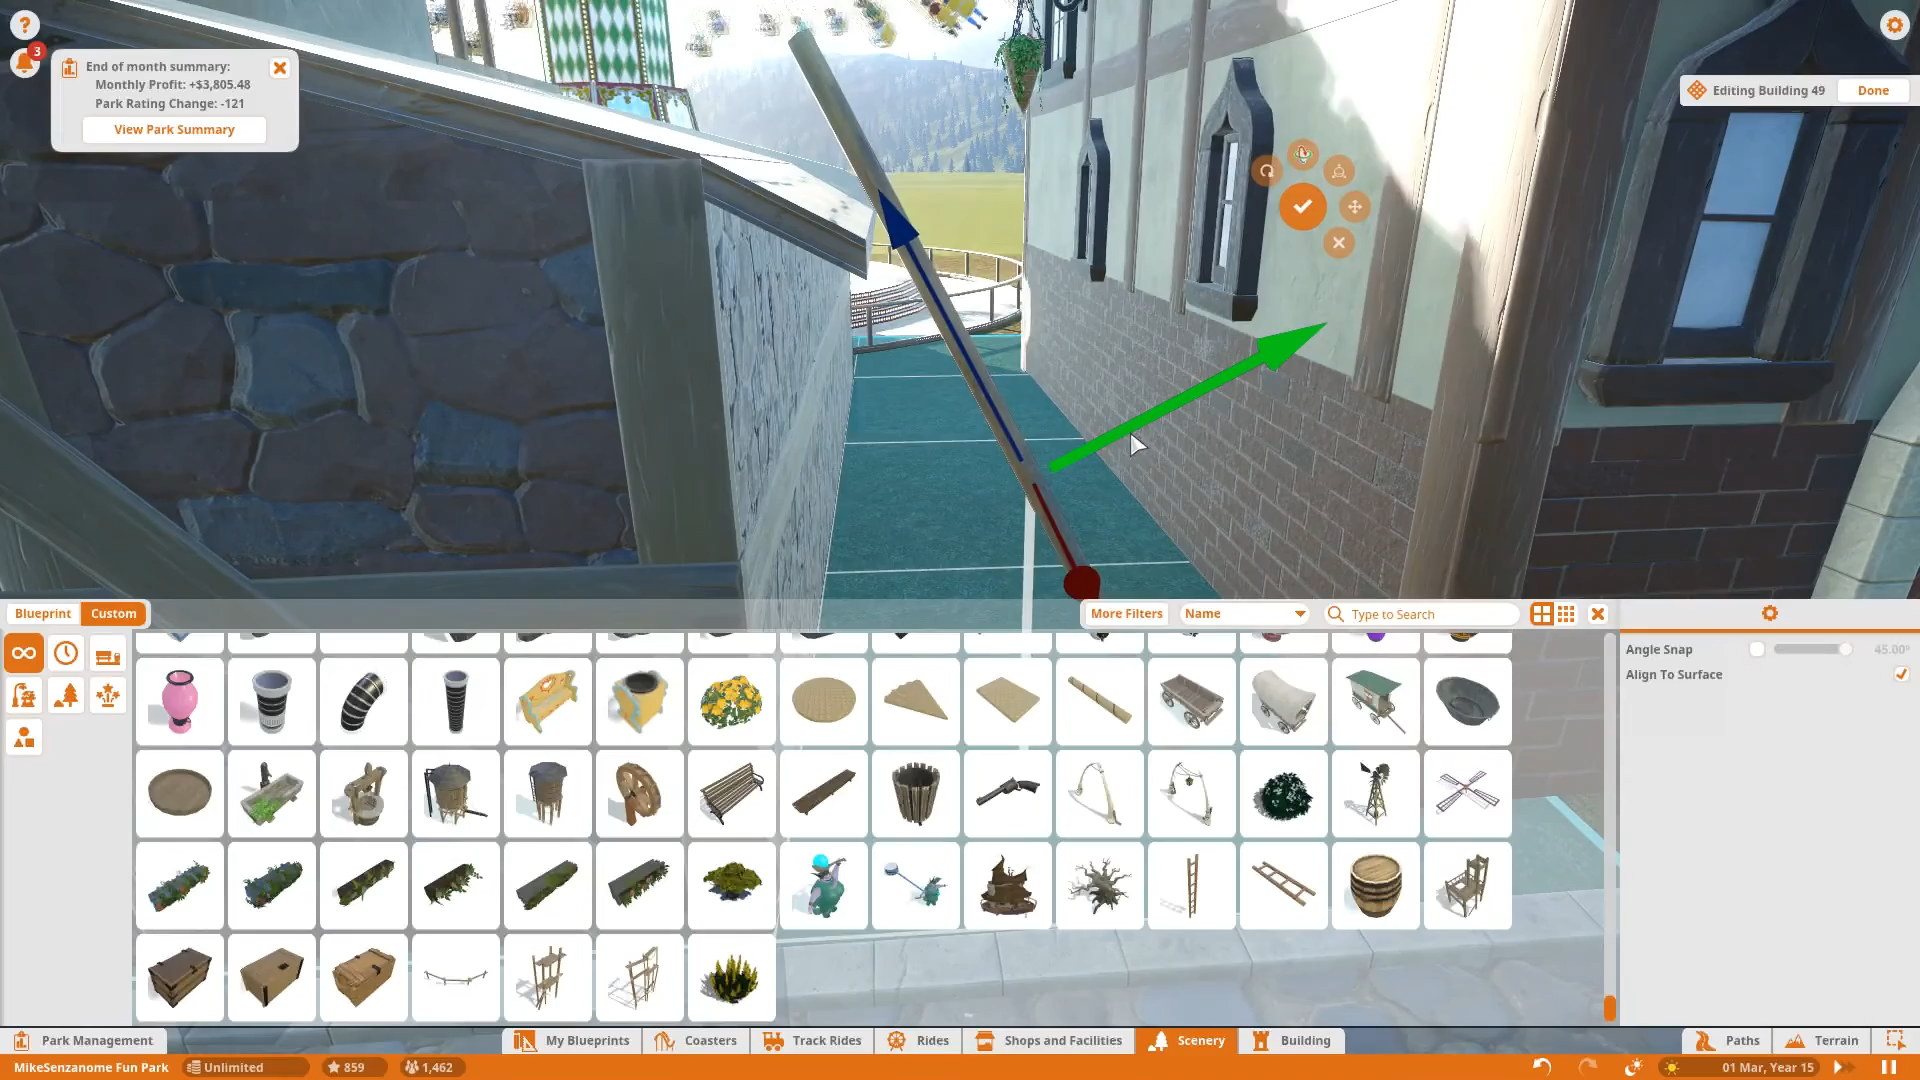 ?
3
End of month summary:
Monthly Profit: +$3,805.48
Park Rating Change: -121
View Park Summary
Editing Building 49
Done
Blueprint
Custom
More Filters
Name
Type to Search
Angle Snap
45.00°
Align To Surface
Park Management
My Blueprints
Coasters
Track Rides
Rides
Shops and Facilities
Scenery
Building
Paths
Terrain
MikeSenzanome Fun Park
Unlimited
859
1,462
01 Mar, Year 15